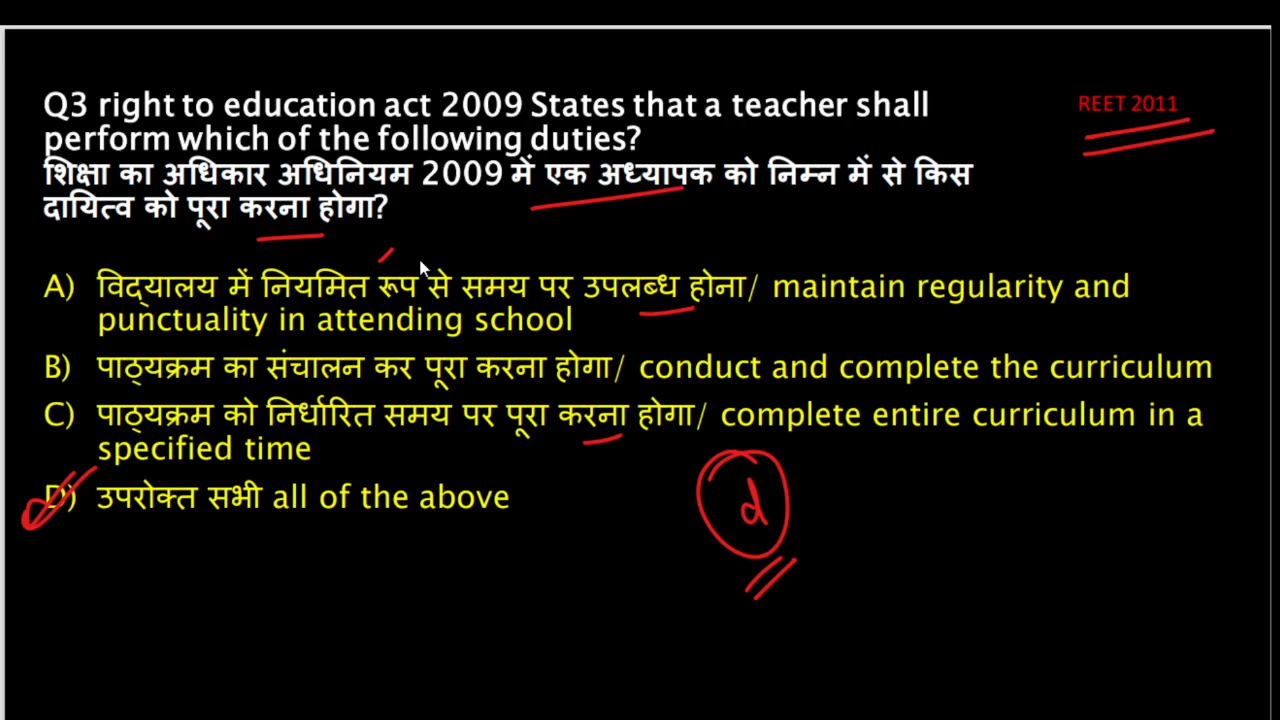 Q3 right to education act 2009 States that a teacher shall
REET 2011
perform which of the following duties?
शिक्षा का अधिकार अधिनियम 2009 में एक अध्यापक को निम्न में से किस
दायित्व को पूरा करना होगा?
A) विद्यालय में नियमित रूप से समय पर उपलब्ध होना/ maintain regularity and
punctuality in attending school
B) पाठ्यक्रम का संचालन कर पूरा करना होगा/ conduct and complete the curriculum
C) पाठ्यक्रम को निर्धारित समय पर पूरा करना होगा/ complete entire curriculum in a
specified time
D) उपरोक्त सभी all of the above
d